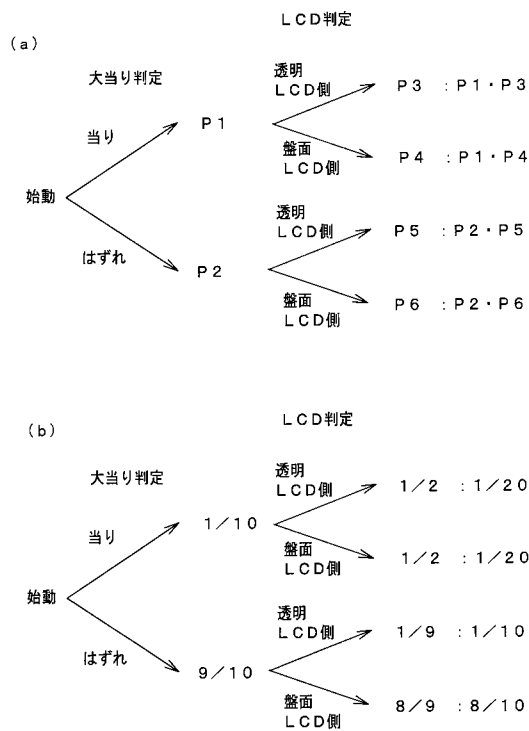 LCD判定
(a)
大当り判定
透明
LCD側
P3 :P1・P3
当り
P1
盤面
LCD側
P4 :P1・P4
始動
透明
LCD側
P5 :P2・P5
はずれ
P2
盤面
LCD側
P6 :P2・P6
LCD判定
(b)
大当り判定
透明
LCD側
1/2 :1/20
当り
1/10
盤面
LCD側
1/2 :1/20
始動
透明
LCD側
1/9 :1/10
はずれ
9/10
盤面
LCD側
8/9 :8/10